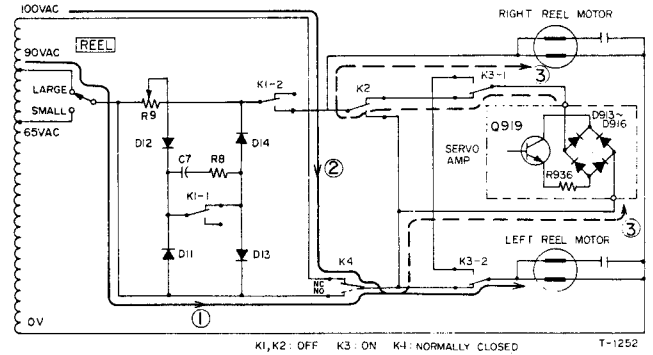 100VAC
RIGHT REEL MOTOR
90VAC
REEL
LARGE
SMALL
65VAC
R9
K1-2
K2
K3-1
3
D913~
D916
D12
D14
Q919
SERVO
AMP
R936
C7
R8
K1-1
2
3
D11
D13
K4
NC
NO
K3-2
LEFT REEL MOTOR
1
0V
K1, K2 : OFF K3 : ON K4 : NORMALLY CLOSED
T-1252